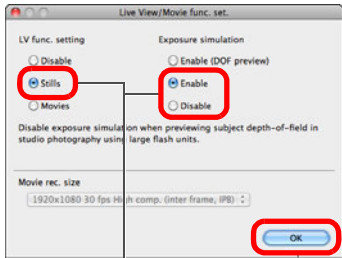 Live View/Movie func. set.
LV func. setting Exposure simulation
Disable Enable (DOF preview)
Stills Enable
Movies Disable
Disable exposure simulation when previewing subject depth-of-field in
studio photography using large flash units.
Movie rec. size
1920x1080 30 fps High comp. (inter frame, IPB)
OK